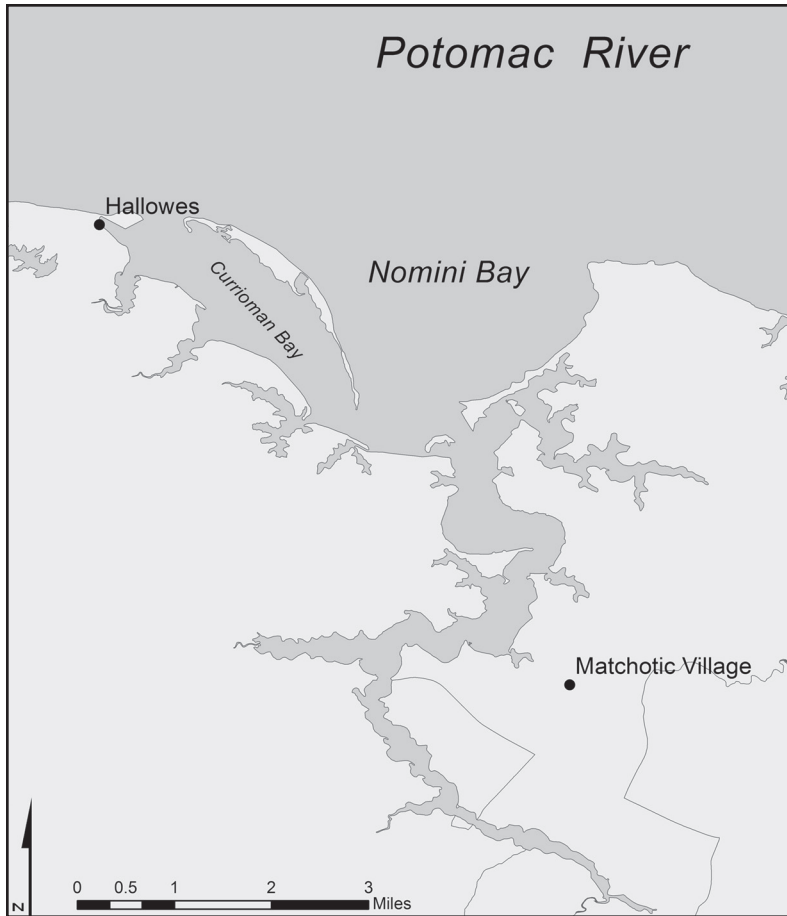 Potomac River
Hallowes
Nomini Bay
Currioman Bay
Matchotic Village
0 0.5 1 2 3
Miles
N